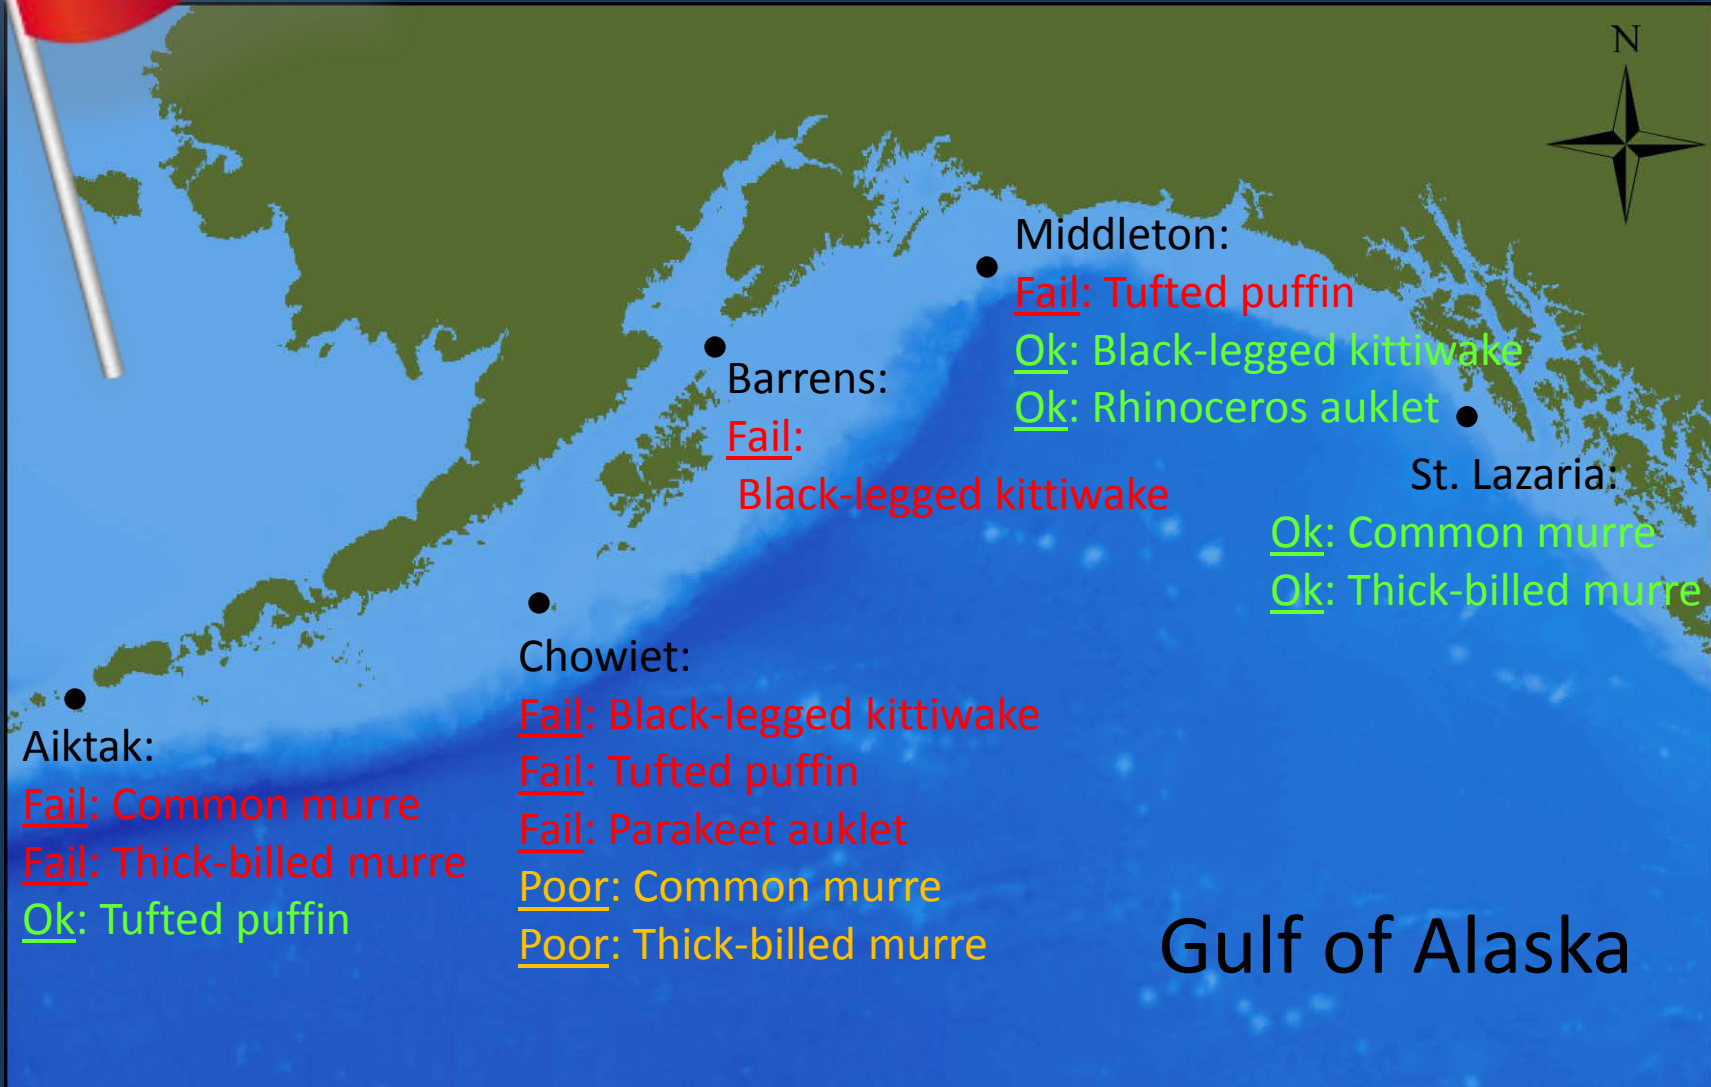 N
Middleton:
Fail: Tufted puffin
Ok: Black-legged kittiwake
Ok: Rhinoceros auklet
Barrens:
Fail:
Black-legged kittiwake
St. Lazaria:
Ok: Common murre
Ok: Thick-billed murre
Chowiet:
Fail: Black-legged kittiwake
Fail: Tufted puffin
Fail: Parakeet auklet
Poor: Common murre
Poor: Thick-billed murre
Aiktak:
Fail: Common murre
Fail: Thick-billed murre
Ok: Tufted puffin
Gulf of Alaska